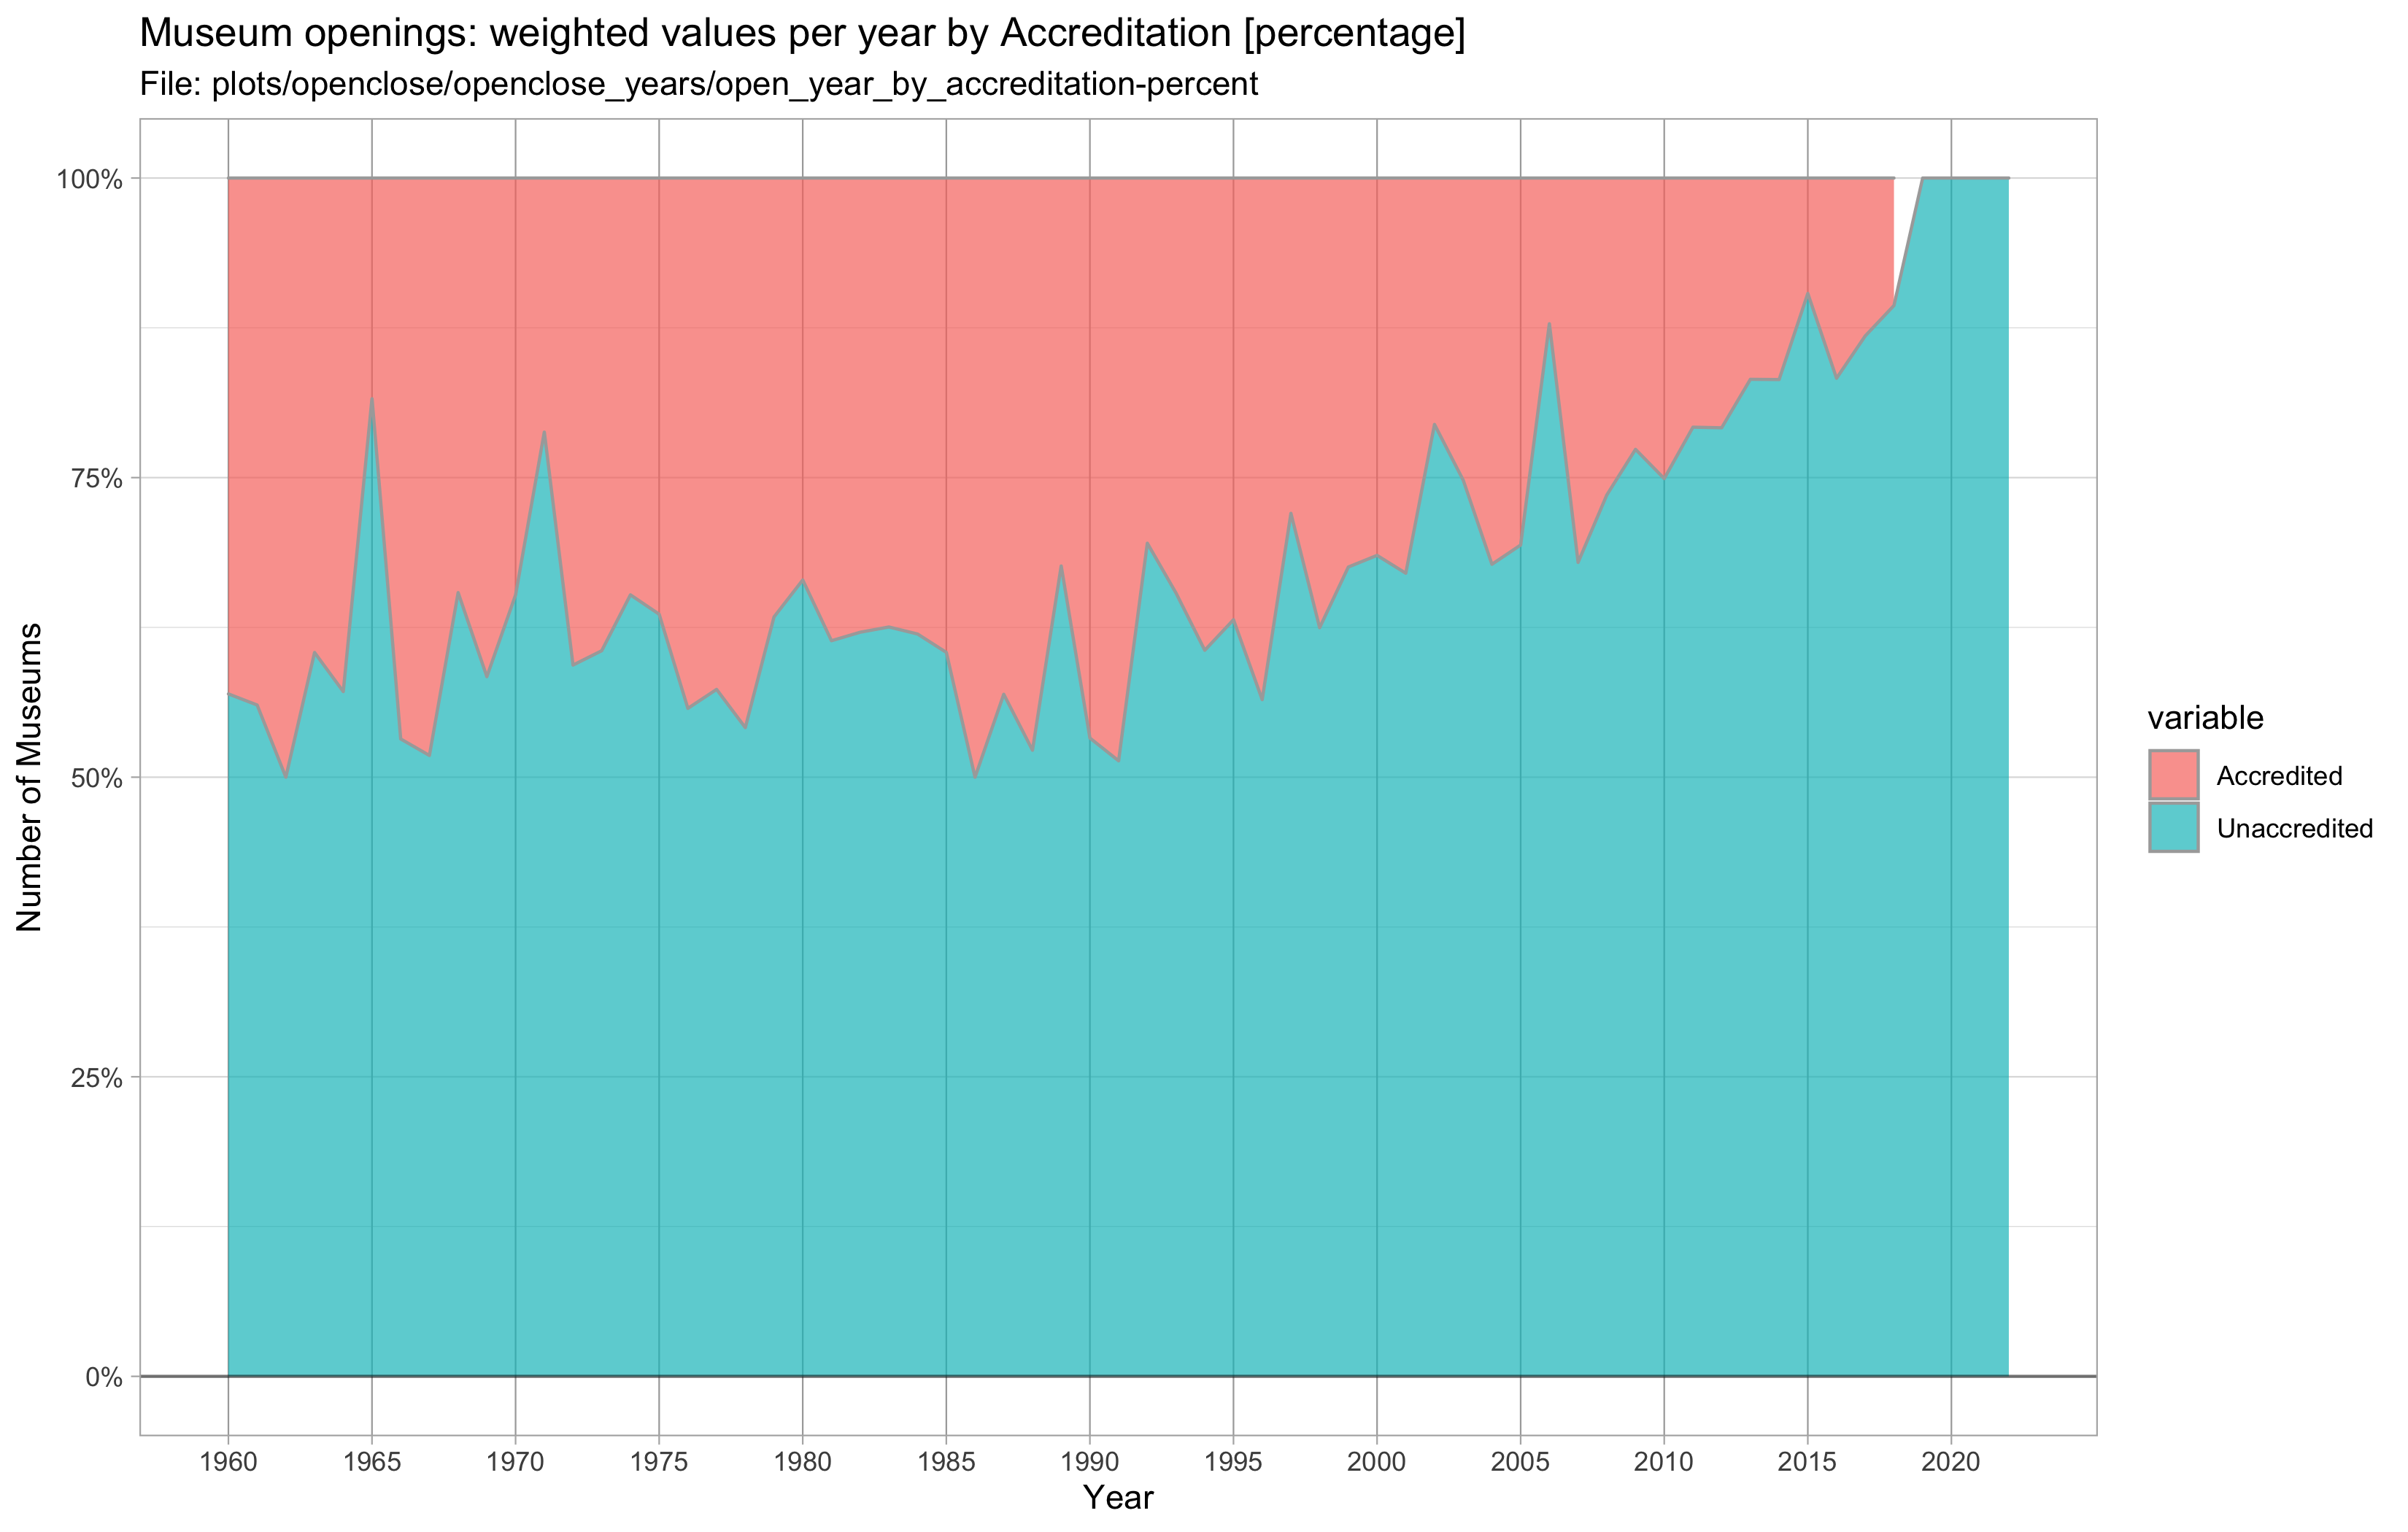 Museum openings: weighted values per year by Accreditation [percentage]
File: plots/openclose/openclose_years/open_year_by_accreditation-percent
100%
75%
50%
25%
0%
Number of Museums
1960 1965 1970 1975 1980 1985 1990 1995 2000 2005 2010 2015 2020
Year
variable
Accredited
Unaccredited